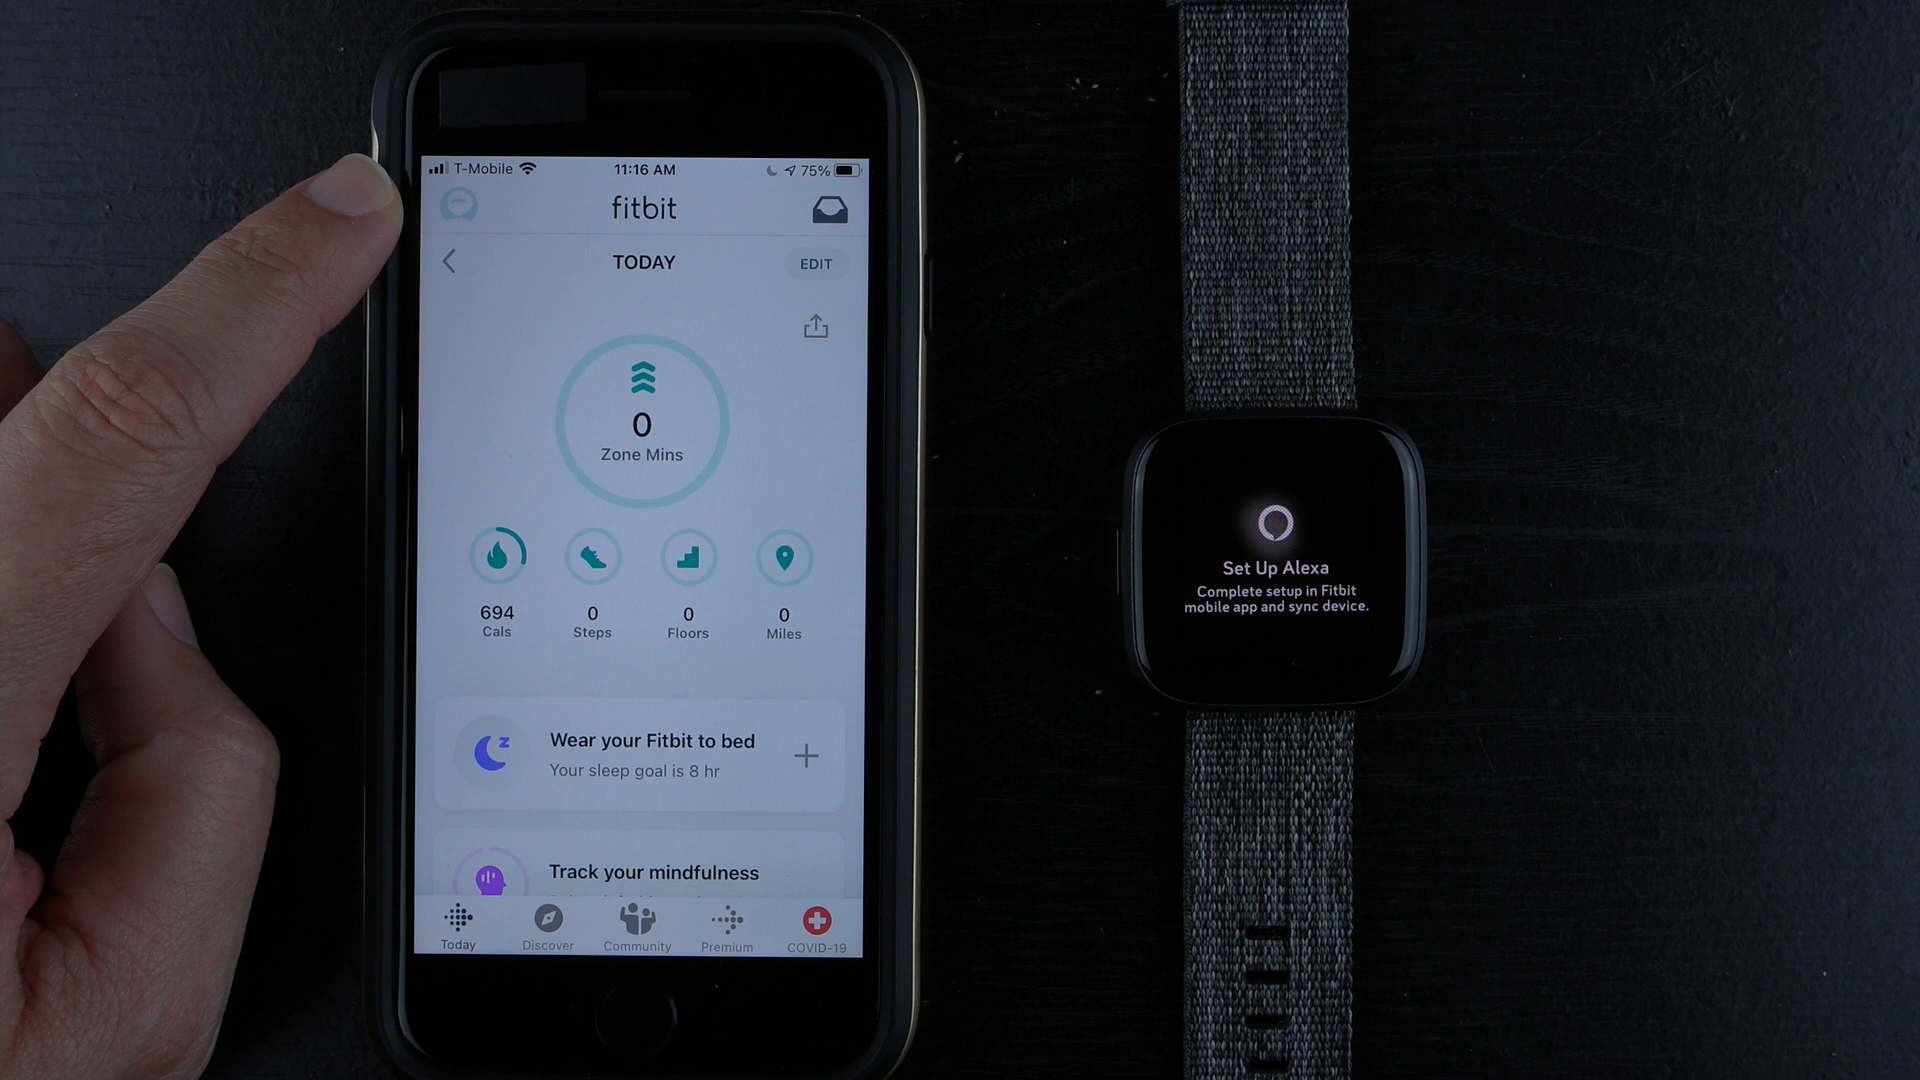 T-Mobile 11:16 AM 75%
fitbit
TODAY EDIT
0
Zone Mins
694 0 0 0
Cals Steps Floors Miles
Wear your Fitbit to bed
Your sleep goal is 8 hr
Track your mindfulness
Today Discover Community Premium COVID-19
Set Up Alexa
Complete setup in Fitbit
mobile app and sync device.